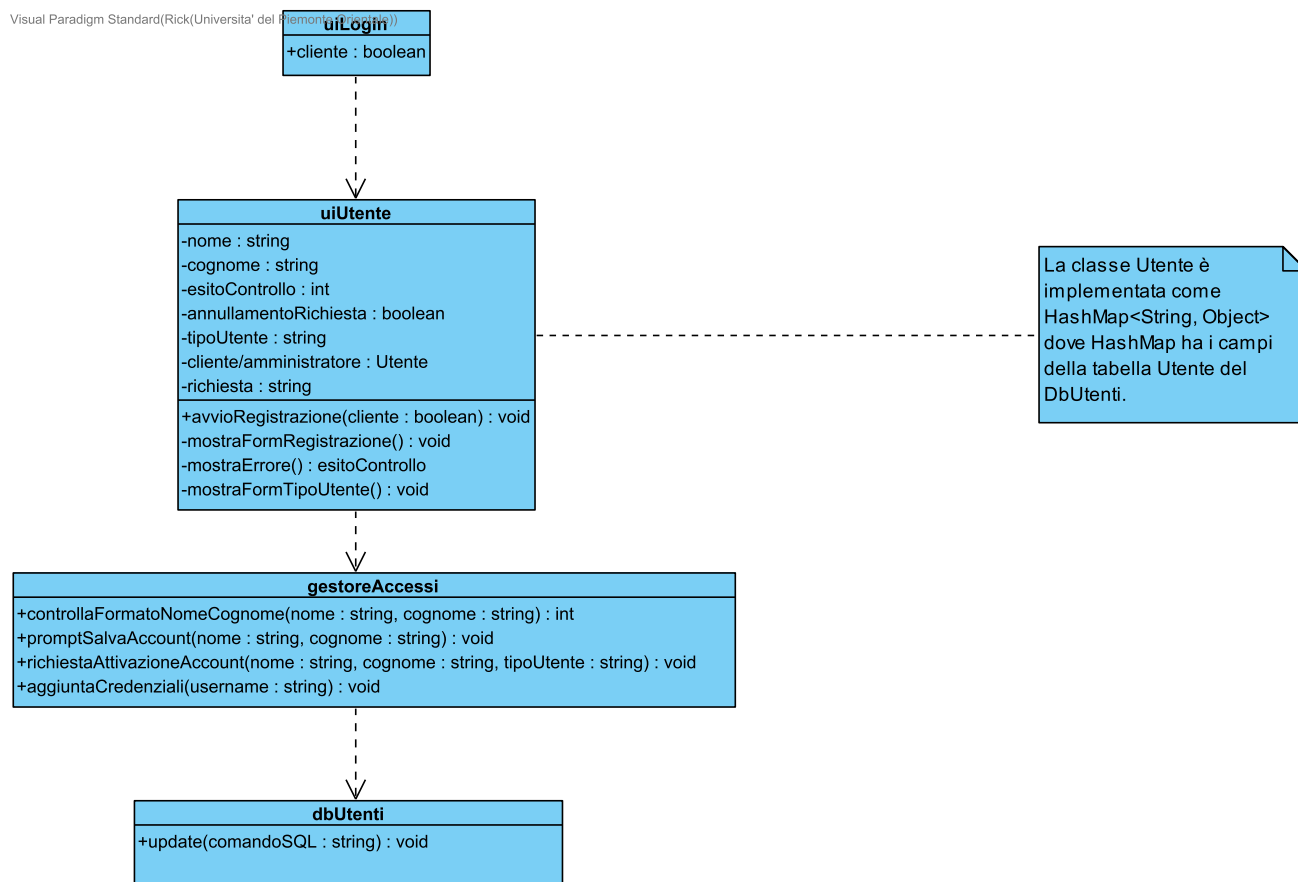 Visual Paradigm Standard(Rick(Universita' del Piemonte Orientale))
uiLogin
+cliente : boolean
uiUtente
-nome : string
-cognome : string
-esitoControllo : int
-annullamentoRichiesta : boolean
-tipoUtente : string
-cliente/amministratore : Utente
-richiesta : string
+avvioRegistrazione(cliente : boolean) : void
-mostraFormRegistrazione() : void
-mostraErrore() : esitoControllo
-mostraFormTipoUtente() : void
La classe Utente è
implementata come
HashMap<String, Object>
dove HashMap ha i campi
della tabella Utente del
DbUtenti.
gestoreAccessi
+controllaFormatoNomeCognome(nome : string, cognome : string) : int
+promptSalvaAccount(nome : string, cognome : string) : void
+richiestaAttivazioneAccount(nome : string, cognome : string, tipoUtente : string) : void
+aggiuntaCredenziali(username : string) : void
dbUtenti
+update(comandoSQL : string) : void